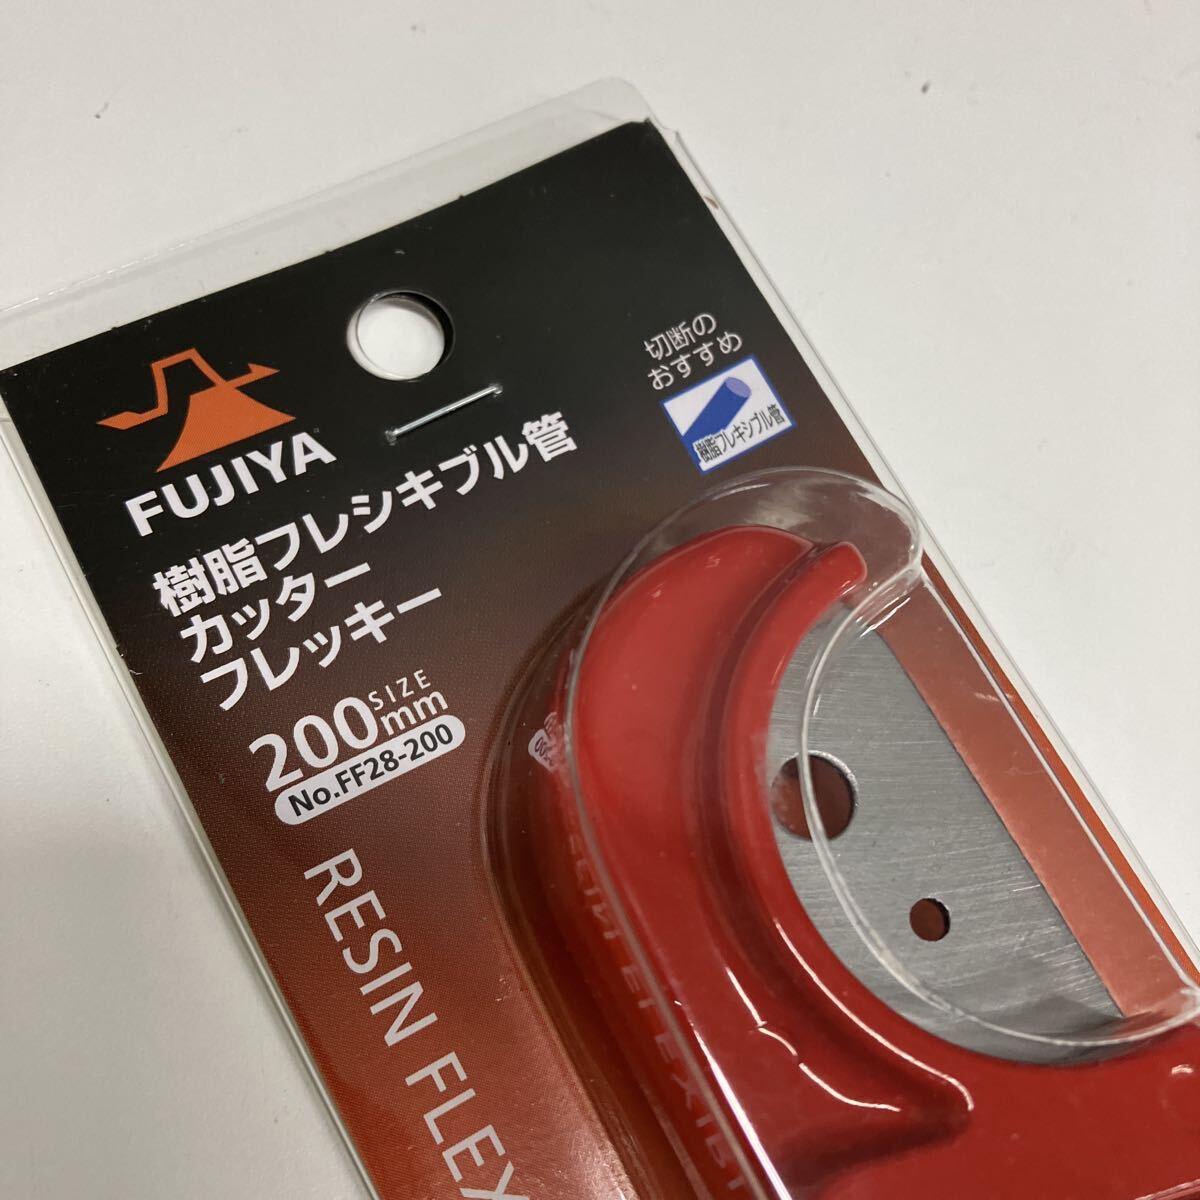 FUJIYA
樹脂フレシキブル管
カッター
フレッキー
200mm
SIZE
No.FF28-200
切断の
おすすめ
樹脂フレキシブル管
RESIN FLEX